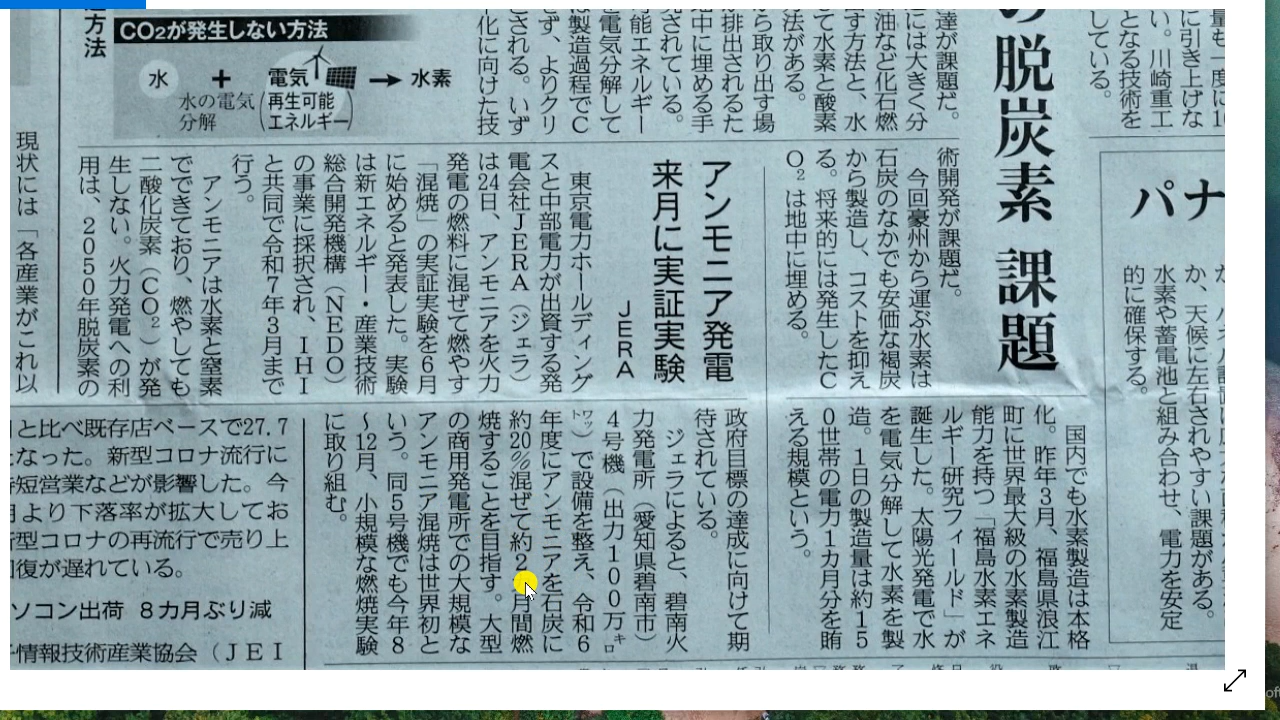 量も一度に1
に引き上げな
い。川崎重工
となる技術を
している。
の脱炭素 課題
達が課題だ。
には大きく分
油など化石燃
す方法と、水
して水素と酸素
方法がある。
から取り出す場
が排出されるた
地中に埋める手
発されている。
可能エネルギー
電気分解して
は製造過程でC
さず、よりクリ
とされる。いず
化に向けた技
術開発が課題だ。
今回豪州から運ぶ水素は
石炭のなかでも安価な褐炭
から製造し、コストを抑え
る。将来的には発生したC
O₂は地中に埋める。
国内でも水素製造は本格
化。昨年3月、福島県浪江
町に世界最大級の水素製造
能力を持つ「福島水素エネ
ルギー研究フィールド」が
誕生した。太陽光発電で水
を電気分解して水素を製
造。1日の製造量は約15
0世帯の電力1カ月分を賄
える規模という。
方法
CO₂が発生しない方法
水 + 電気 → 水素
水の電気分解
(再生可能エネルギー)
アンモニア発電
来月に実証実験
JERA
東京電力ホールディング
スと中部電力が出資する発
電会社JERA(ジェラ)
は24日、アンモニアを火力
発電の燃料に混ぜて燃やす
「混焼」の実証実験を6月
に始めると発表した。実験
は新エネルギー・産業技術
総合開発機構(NEDO)
の事業に採択され、IHI
と共同で令和7年3月まで
行う。
アンモニアは水素と窒素
でできており、燃やしても
二酸化炭素(CO₂)が発
生しない。火力発電への利
用は、2050年脱炭素の
政府目標の達成に向けて期
待されている。
ジェラによると、碧南火
力発電所(愛知県碧南市)
4号機(出力100万㌔
㍗)で設備を整え、令和6
年度にアンモニアを石炭に
約20%混ぜて約2 月間燃
焼することを目指す。大型
の商用発電所での大規模な
アンモニア混焼は世界初と
いう。同5号機でも今年8
~12月、小規模な燃焼実験
に取り組む。
パナ
か、天候に左右されやすい課題がある。
水素や蓄電池と組み合わせ、電力を安定
的に確保する。
現状には「各産業がこれ以
と比べ既存店ベースで27.7
なった。新型コロナ流行に
短営業などが影響した。今
より下落率が拡大してお
型コロナの再流行で売り上
回復が遅れている。
ソコン出荷 8カ月ぶり減
情報技術産業協会(JEI